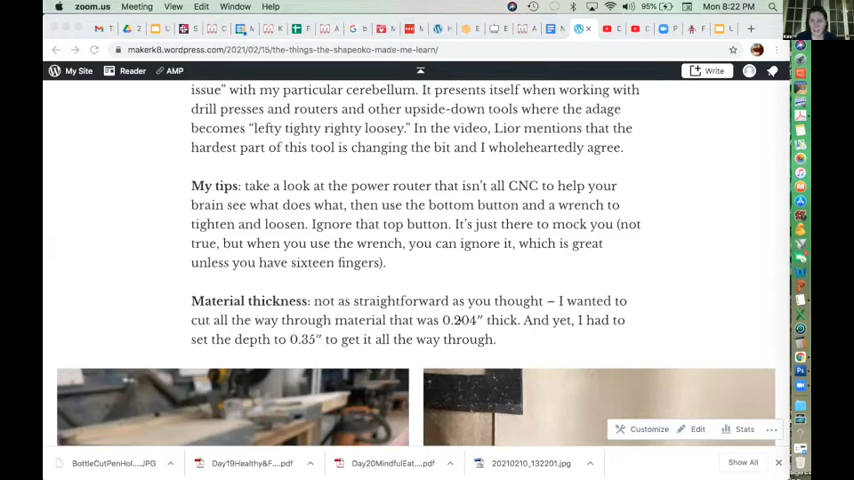 zoom.us Meeting View Edit Window Help
95% Mon 8:22 PM
makerk8.wordpress.com/2021/02/15/the-things-the-shapeoko-made-me-learn/
My Site Reader AMP Write
issue” with my particular cerebellum. It presents itself when working with
drill presses and routers and other upside-down tools where the adage
becomes “lefty tighty righty loosey.” In the video, Lior mentions that the
hardest part of this tool is changing the bit and I wholeheartedly agree.
My tips: take a look at the power router that isn’t all CNC to help your
brain see what does what, then use the bottom button and a wrench to
tighten and loosen. Ignore that top button. It’s just there to mock you (not
true, but when you use the wrench, you can ignore it, which is great
unless you have sixteen fingers).
Material thickness: not as straightforward as you thought – I wanted to
cut all the way through material that was 0.204″ thick. And yet, I had to
set the depth to 0.35″ to get it all the way through.
Customize Edit Stats
BottleCutPenHol....JPG Day19Healthy&F....pdf Day20MindfulEat....pdf 20210210_132201.jpg Show All